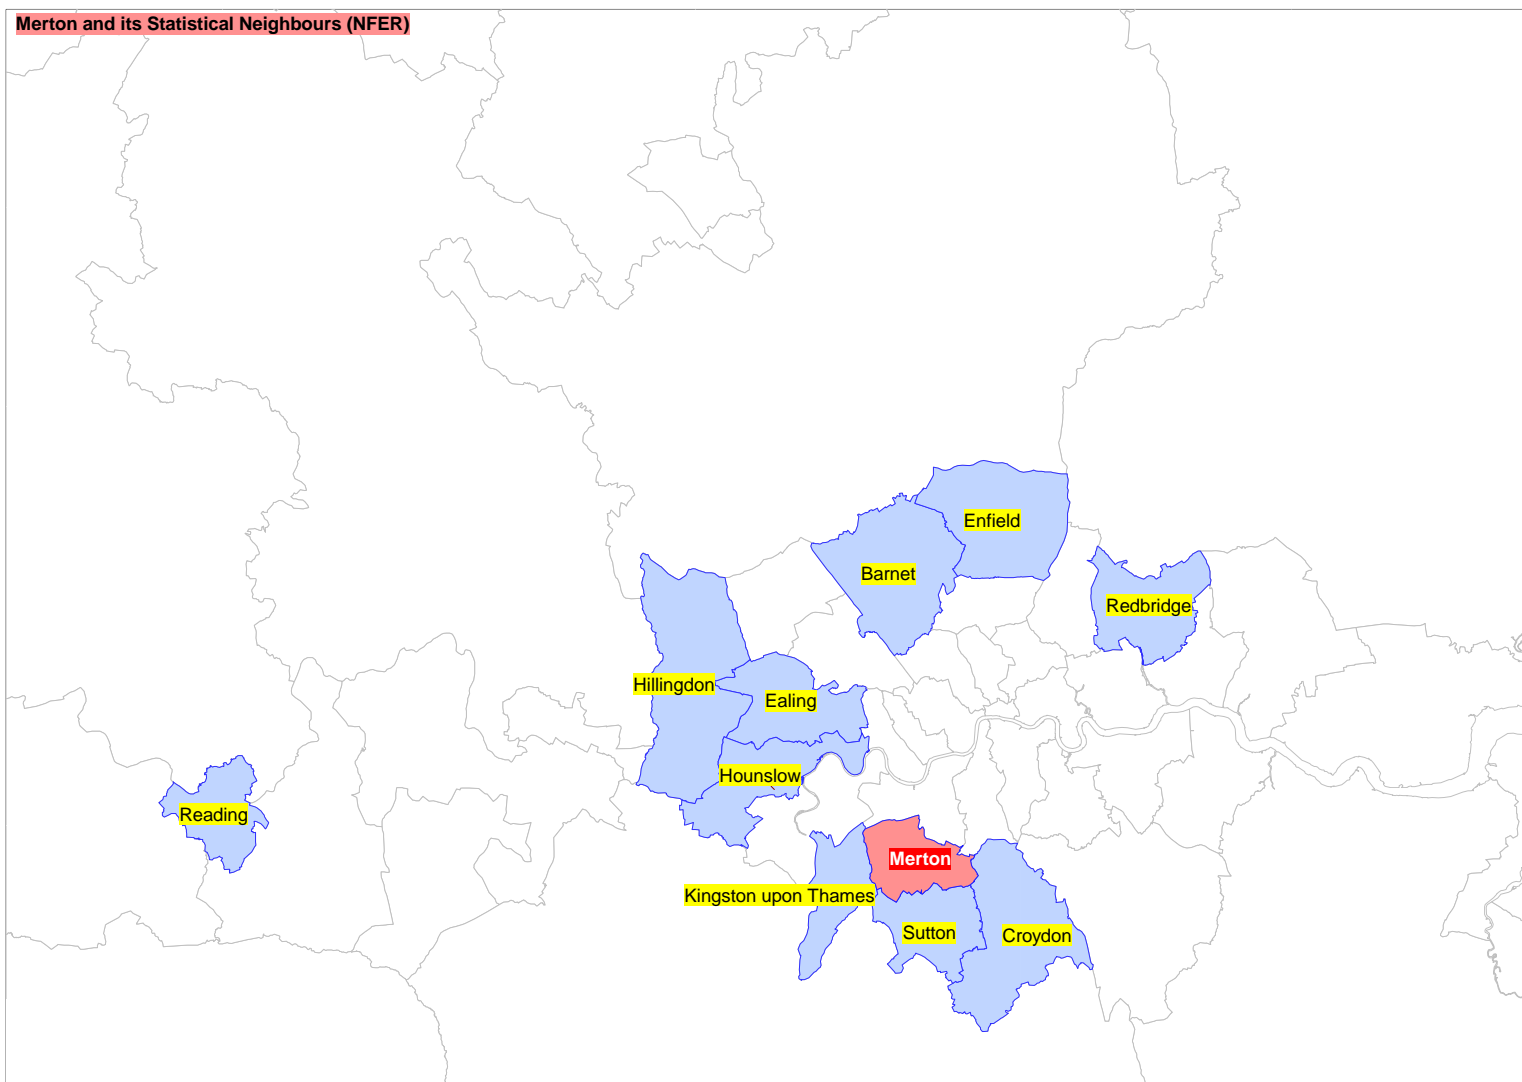 Merton and its Statistical Neighbours (NFER)
Enfield
Barnet
Redbridge
Hillingdon
Ealing
Hounslow
Reading
Merton
Kingston upon Thames
Sutton
Croydon